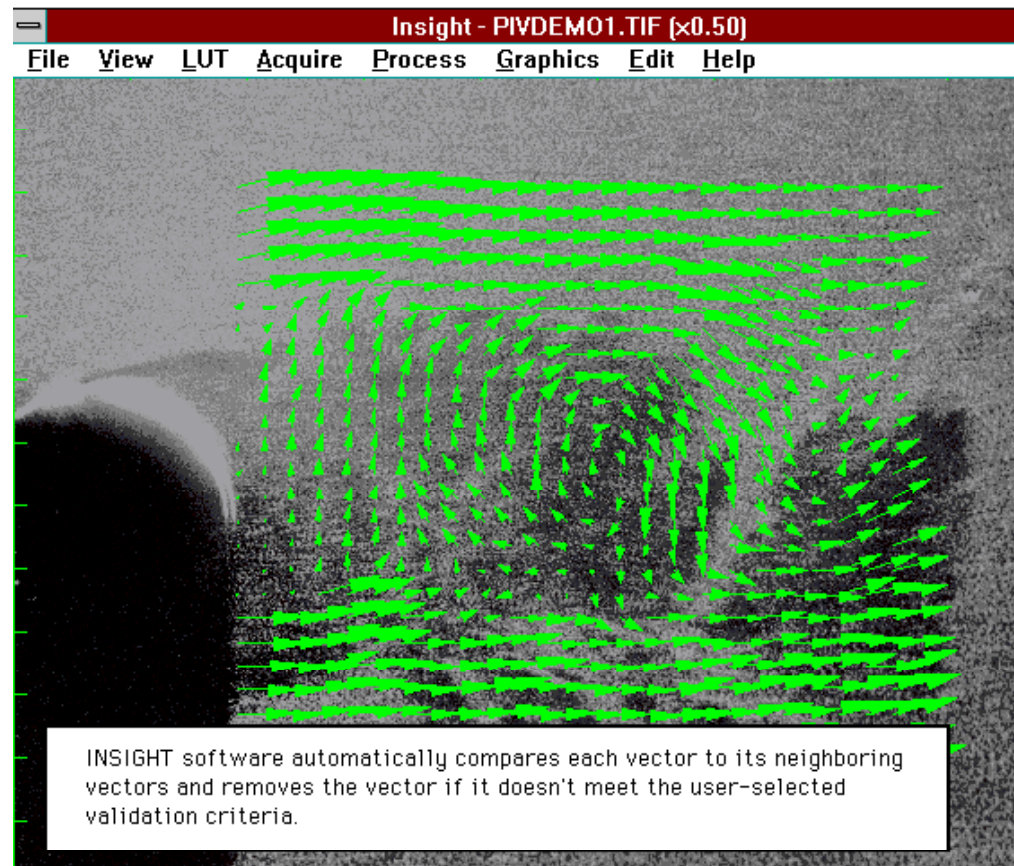 Insight - PIVDEMO1.TIF (x0.50)
File View LUT Acquire Process Graphics Edit Help
INSIGHT software automatically compares each vector to its neighboring
vectors and removes the vector if it doesn't meet the user-selected
validation criteria.